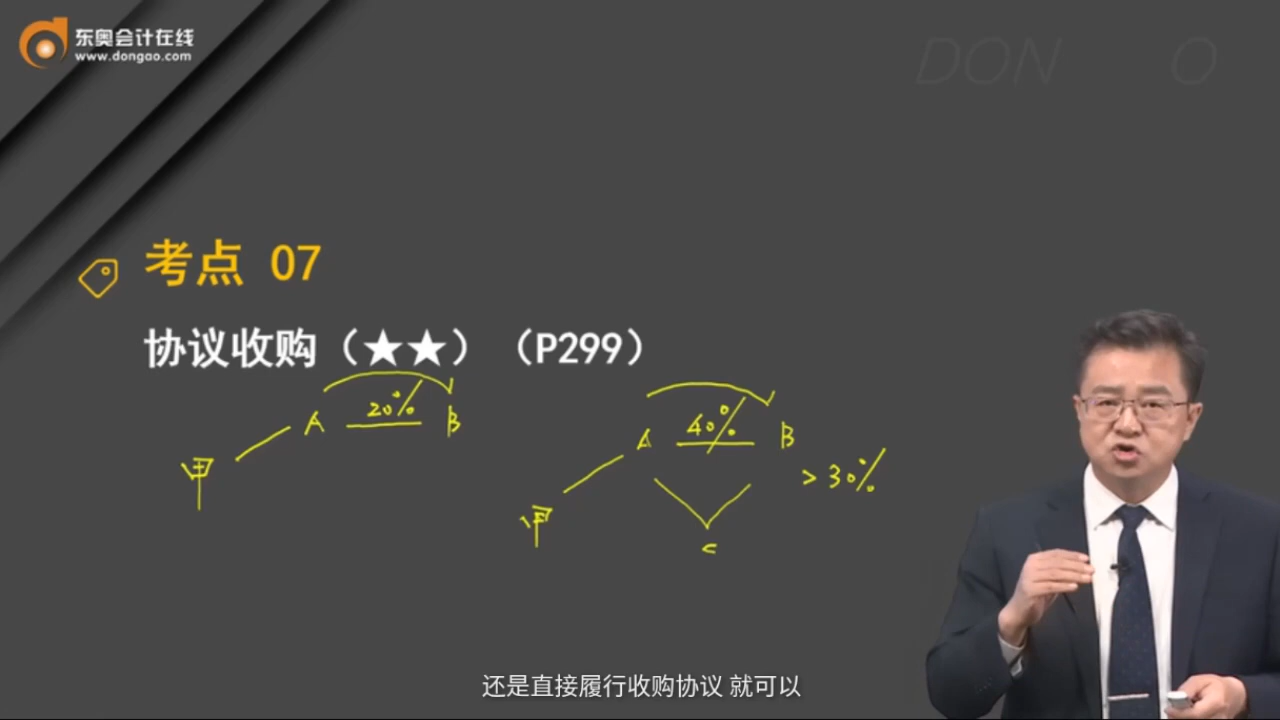 东奥会计在线
www.dongao.com
DON O
考点 07
协议收购（★★）（P299）
A 20% B
甲
A 40% B
>30%
甲
C
还是直接履行收购协议 就可以